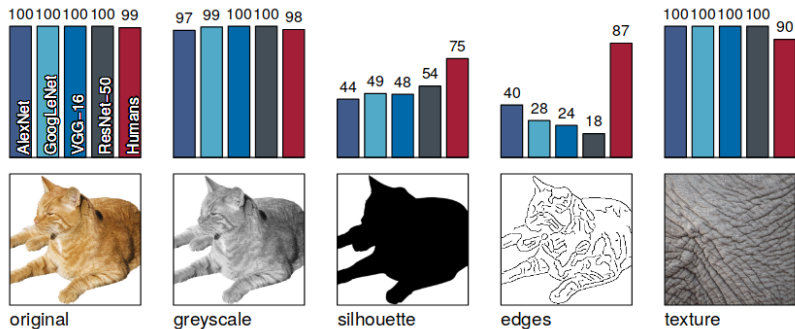 100 100 100 100 99
97 99 100 100 98
44 49 48 54 75
40 28 24 18 87
100 100 100 100 90
AlexNet
GoogLeNet
VGG-16
ResNet-50
Humans
original
greyscale
silhouette
edges
texture